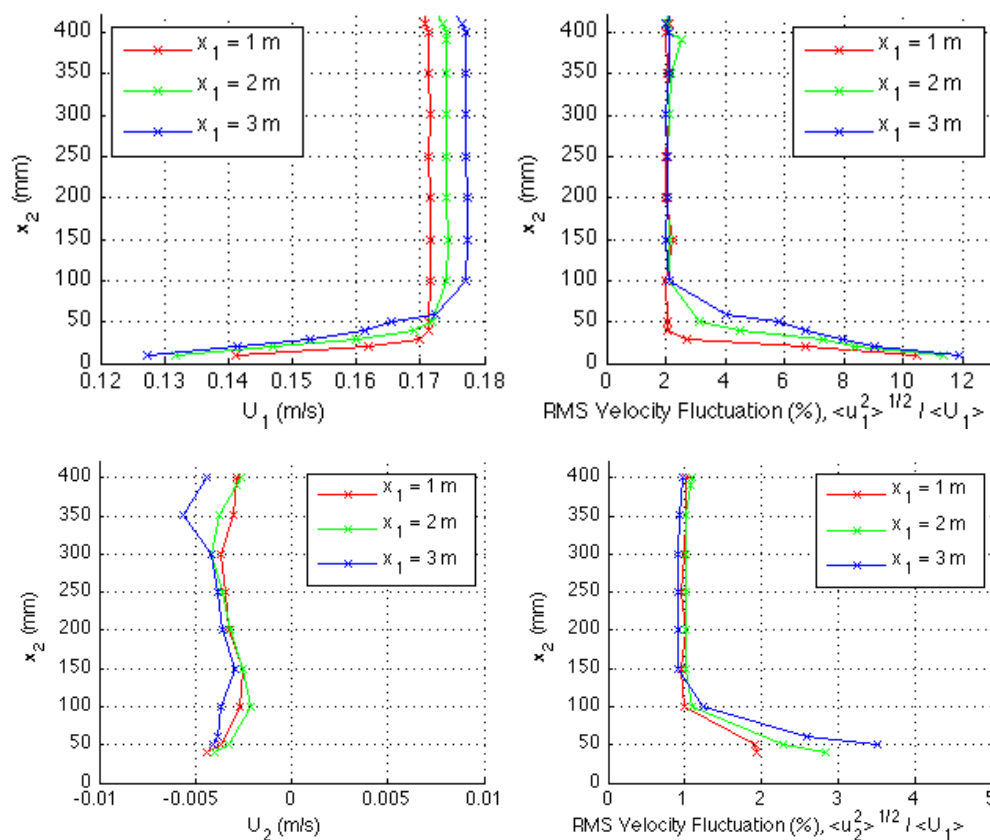 400
350
300
250
200
150
100
50
0
x2 (mm)
x1 = 1 m
x1 = 2 m
x1 = 3 m
0.12 0.13 0.14 0.15 0.16 0.17 0.18
U1 (m/s)
400
350
300
250
200
150
100
50
0
x2 (mm)
x1 = 1 m
x1 = 2 m
x1 = 3 m
0 2 4 6 8 10 12
RMS Velocity Fluctuation (%), <u1^2>^1/2 / <U1>
400
350
300
250
200
150
100
50
0
x2 (mm)
x1 = 1 m
x1 = 2 m
x1 = 3 m
-0.01 -0.005 0 0.005 0.01
U2 (m/s)
400
350
300
250
200
150
100
50
0
x2 (mm)
x1 = 1 m
x1 = 2 m
x1 = 3 m
0 1 2 3 4 5
RMS Velocity Fluctuation (%), <u2^2>^1/2 / <U1>